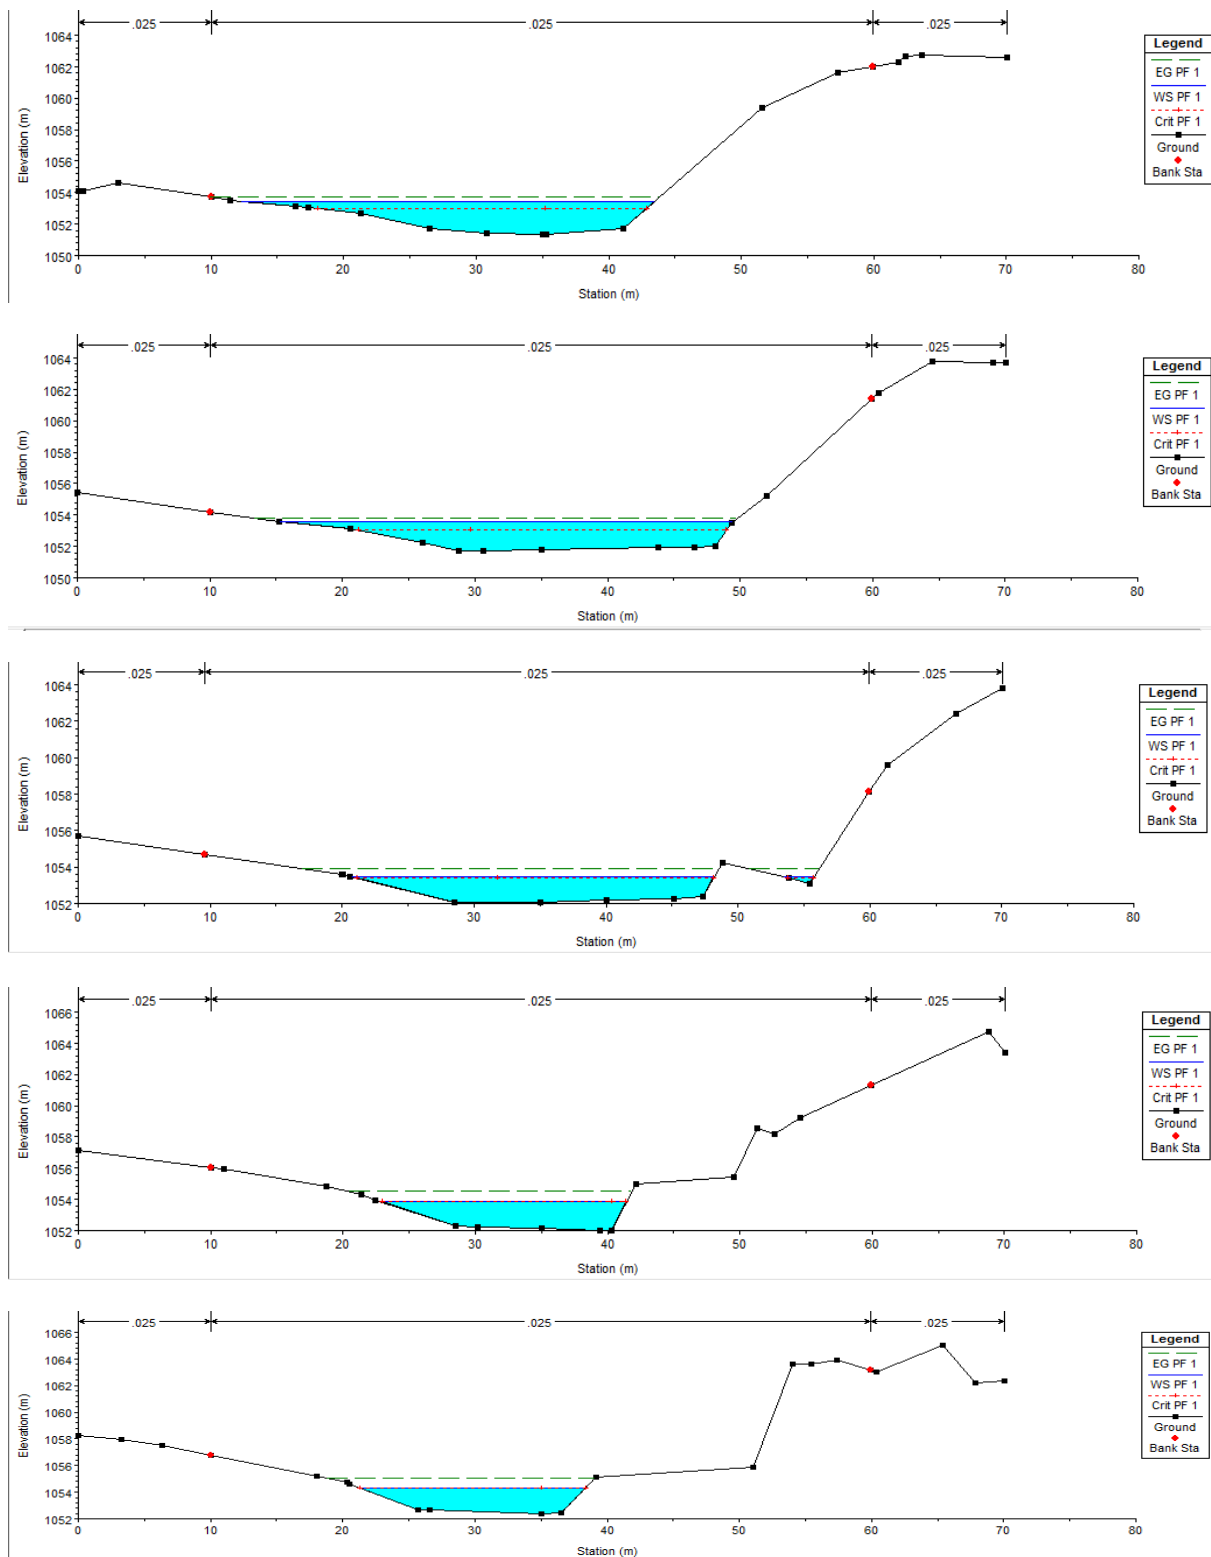 .025 .025 .025
1064
1062
1060
1058
1056
1054
1052
1050
Elevation (m)
0 10 20 30 40 50 60 70 80
Station (m)
Legend
EG PF 1
WS PF 1
Crit PF 1
Ground
Bank Sta
.025 .025 .025
1064
1062
1060
1058
1056
1054
1052
1050
Elevation (m)
0 10 20 30 40 50 60 70 80
Station (m)
Legend
EG PF 1
WS PF 1
Crit PF 1
Ground
Bank Sta
.025 .025 .025
1064
1062
1060
1058
1056
1054
1052
Elevation (m)
0 10 20 30 40 50 60 70 80
Station (m)
Legend
EG PF 1
WS PF 1
Crit PF 1
Ground
Bank Sta
.025 .025 .025
1066
1064
1062
1060
1058
1056
1054
1052
Elevation (m)
0 10 20 30 40 50 60 70 80
Station (m)
Legend
EG PF 1
WS PF 1
Crit PF 1
Ground
Bank Sta
.025 .025 .025
1066
1064
1062
1060
1058
1056
1054
1052
Elevation (m)
0 10 20 30 40 50 60 70 80
Station (m)
Legend
EG PF 1
WS PF 1
Crit PF 1
Ground
Bank Sta